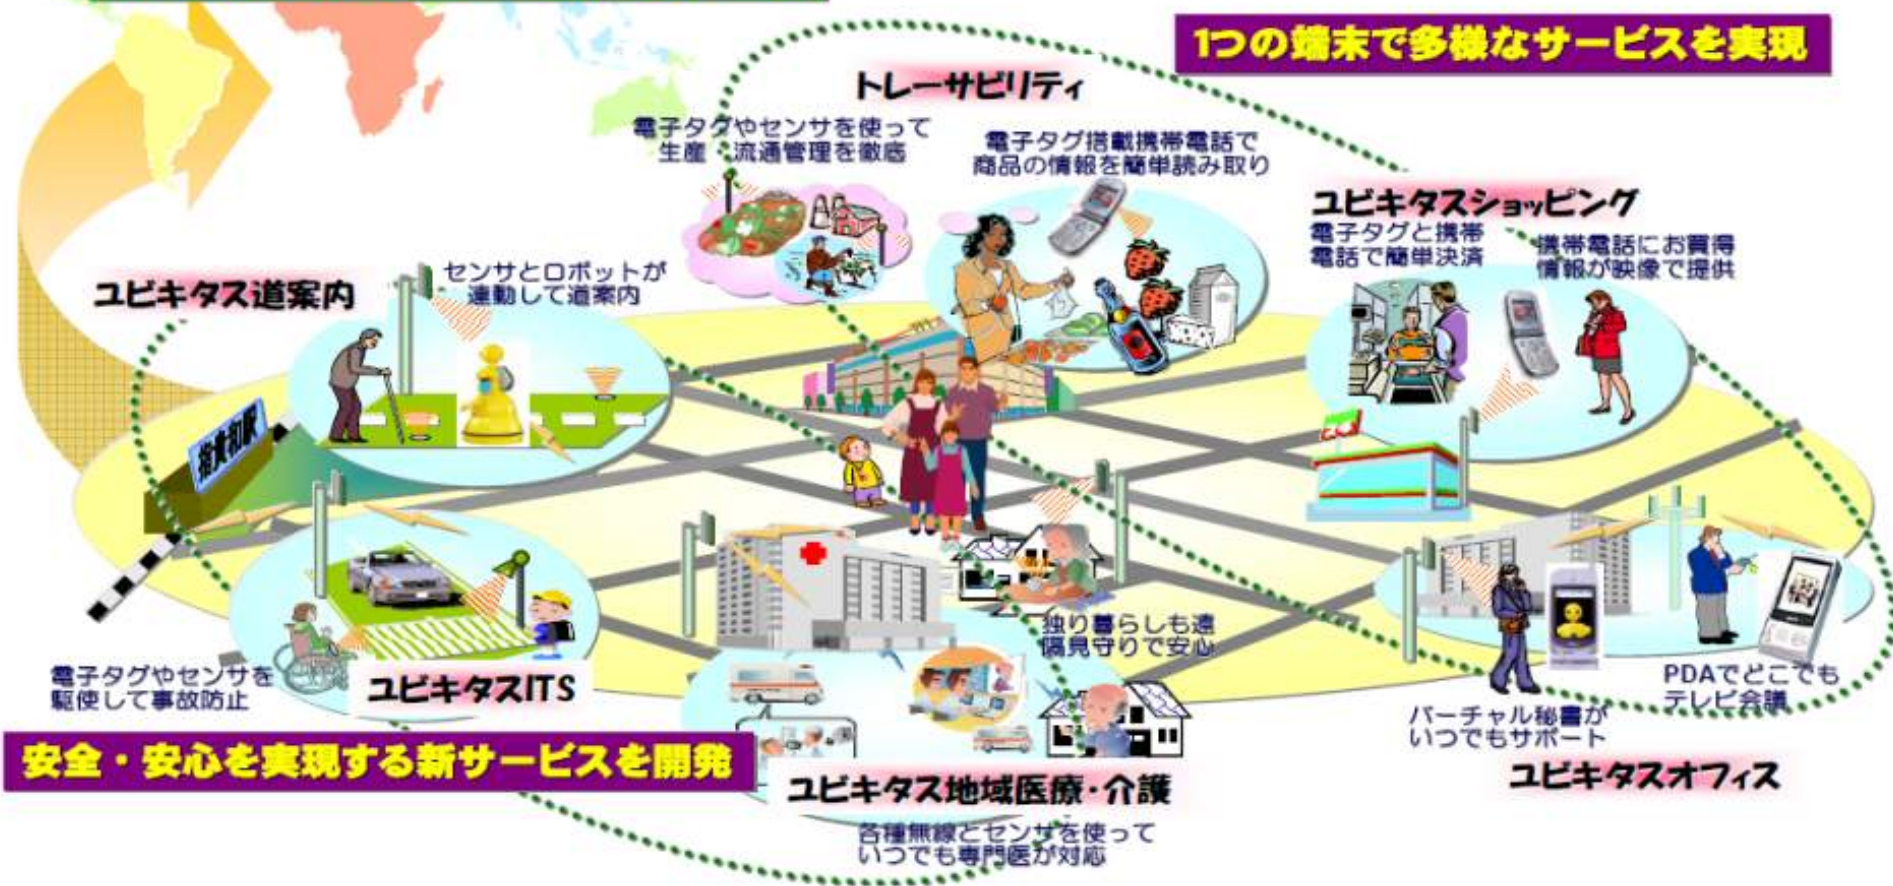 1つの端末で多様なサービスを実現
トレーサビリティ
電子タグやセンサを使って
生産・流通管理を徹底
電子タグ搭載携帯電話で
商品の情報を簡単読み取り
ユビキタスショッピング
電子タグと携帯
電話で簡単決済
携帯電話にお買得
情報が映像で提供
ユビキタス道案内
センサとロボットが
連動して道案内
指貴和駅
独り暮らしも遠
隔見守りで安心
電子タグやセンサを
駆使して事故防止
ユビキタスITS
PDAでどこでも
テレビ会議
バーチャル秘書が
いつでもサポート
ユビキタスオフィス
安全・安心を実現する新サービスを開発
ユビキタス地域医療・介護
各種無線とセンサを使って
いつでも専門医が対応